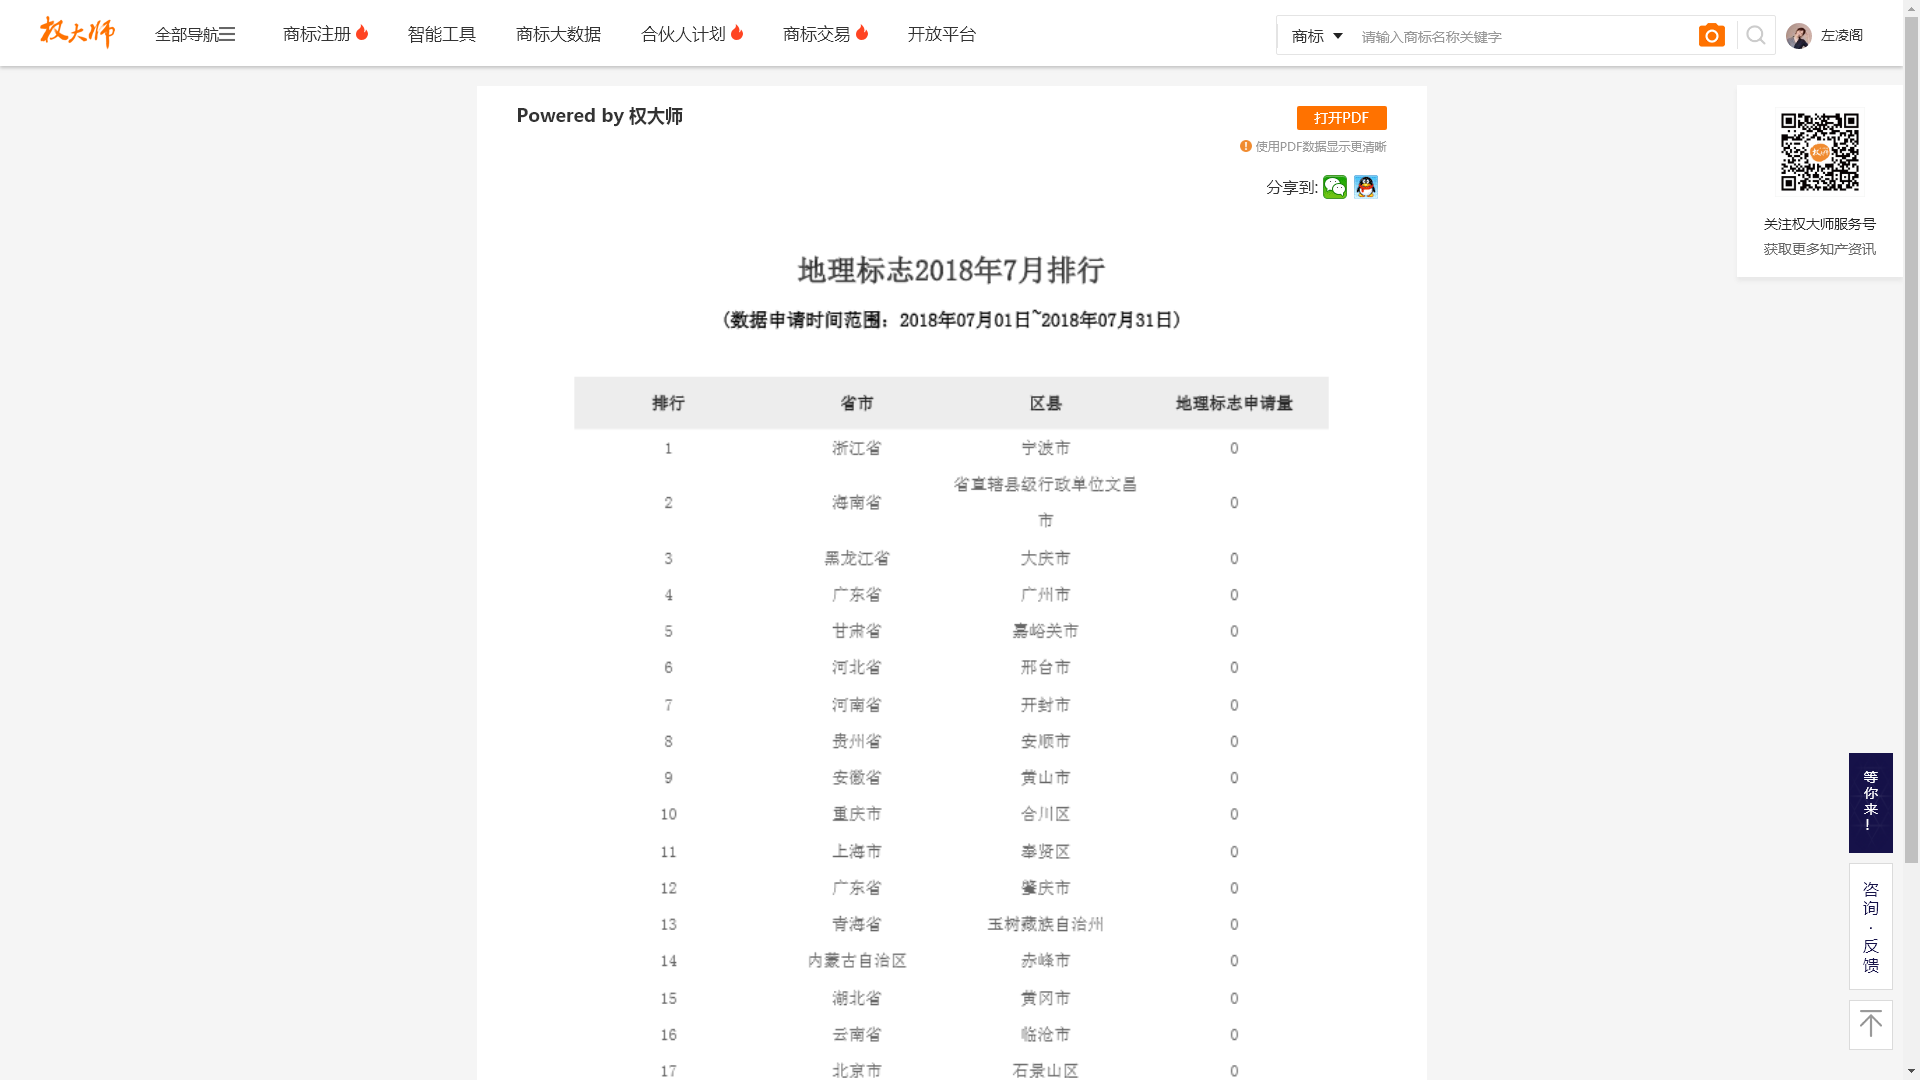 权大师 全部导航 商标注册 智能工具 商标大数据 合伙人计划 商标交易 开放平台 商标 请输入商标名称关键字 左凌阁
Powered by 权大师 打开PDF
使用PDF数据显示更清晰
分享到:
关注权大师服务号
获取更多知产资讯
地理标志2018年7月排行
(数据申请时间范围：2018年07月01日~2018年07月31日)
排行 省市 区县 地理标志申请量
1 浙江省 宁波市 0
2 海南省 省直辖县级行政单位文昌市 0
3 黑龙江省 大庆市 0
4 广东省 广州市 0
5 甘肃省 嘉峪关市 0
6 河北省 邢台市 0
7 河南省 开封市 0
8 贵州省 安顺市 0
9 安徽省 黄山市 0
10 重庆市 合川区 0
11 上海市 奉贤区 0
12 广东省 肇庆市 0
13 青海省 玉树藏族自治州 0
14 内蒙古自治区 赤峰市 0
15 湖北省 黄冈市 0
16 云南省 临沧市 0
17 北京市 石景山区 0
等你来！
咨询·反馈